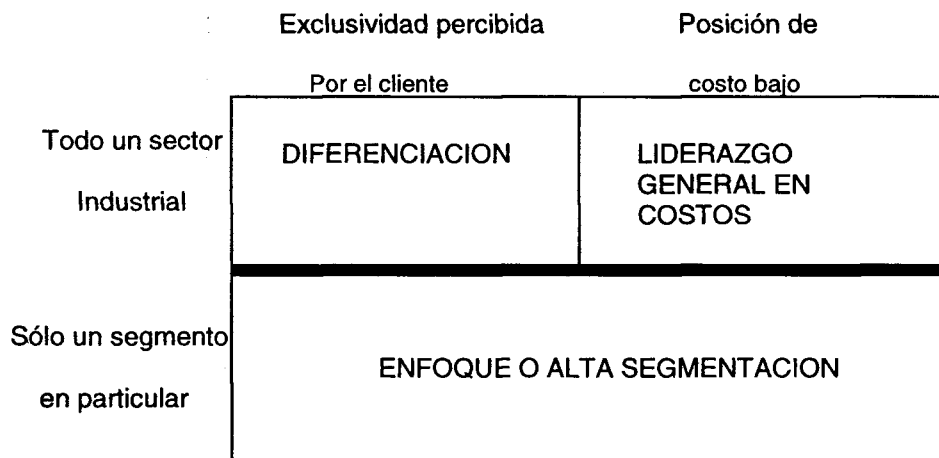 Exclusividad percibida Posición de
Por el cliente costo bajo
Todo un sector
Industrial
DIFERENCIACION
LIDERAZGO
GENERAL EN
COSTOS
Sólo un segmento
en particular
ENFOQUE O ALTA SEGMENTACION